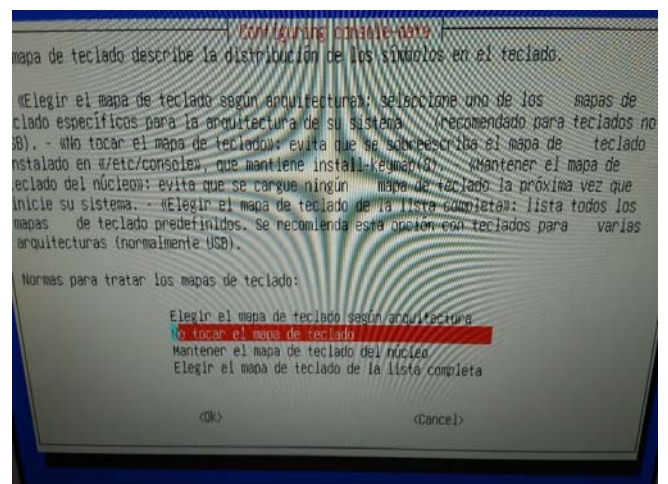 Configuring console-data
mapa de teclado describe la distribución de los símbolos en el teclado.
«Elegir el mapa de teclado según arquitectura»: seleccione uno de los mapas de
clado específicos para la arquitectura de su sistema (recomendado para teclados no
SB). - «No tocar el mapa de teclado»: evita que se sobreescriba el mapa de teclado
nstalado en «/etc/console», que mantiene install-keymap(8). «Mantener el mapa de
eclado del núcleo»: evita que se cargue ningún mapa de teclado la próxima vez que
inicie su sistema. - «Elegir el mapa de teclado de la lista completa»: lista todos los
mapas de teclado predefinidos. Se recomienda esta opción con teclados para varias
arquitecturas (normalmente USB).
Normas para tratar los mapas de teclado:
Elegir el mapa de teclado según arquitectura
No tocar el mapa de teclado
Mantener el mapa de teclado del núcleo
Elegir el mapa de teclado de la lista completa
<Ok> <Cancel>